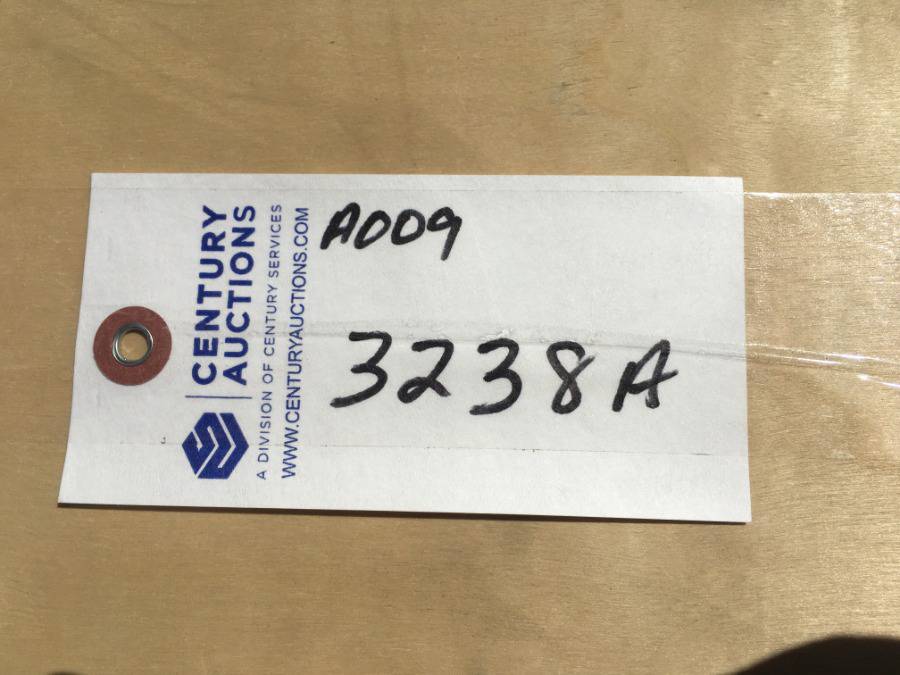 CENTURY
AUCTIONS
A DIVISION OF CENTURY SERVICES
WWW.CENTURYAUCTIONS.COM
A009
3238A